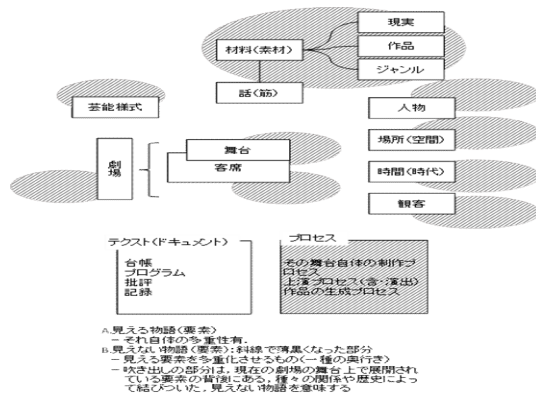 材料(素材)
現実
作品
ジャンル
話(筋)
芸能様式
人物
場所(空間)
時間(時代)
観客
劇場
舞台
客席
テクスト(ドキュメント)
台帳
プログラム
批評
記録
プロセス
その舞台自体の制作プ
ロセス
上演プロセス(含・演出)
作品の生成プロセス
A.見える物語(要素)
－それ自体の多重性有.
B.見えない物語(要素):斜線で薄黒くなった部分
－見える要素を多重化させるもの(一種の奥行き)
－吹き出しの部分は,現在の劇場の舞台上で展開され
ている要素の背後にある,種々の関係や歴史によっ
て結びついた,見えない物語を意味する